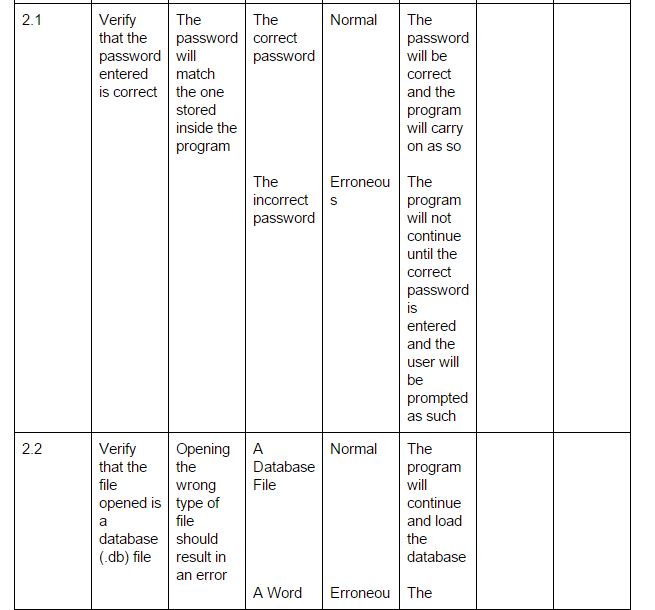 2.1
Verify
that the
password
entered
is correct
The
password
will
match
the one
stored
inside the
program
The
correct
password
Normal
The
password
will be
correct
and the
program
will carry
on as so
The
incorrect
password
Erroneou
s
The
program
will not
continue
until the
correct
password
is
entered
and the
user will
be
prompted
as such
2.2
Verify
that the
file
opened is
a
database
(.db) file
Opening
the
wrong
type of
file
should
result in
an error
A
Database
File
Normal
The
program
will
continue
and load
the
database
A Word
Erroneou
The